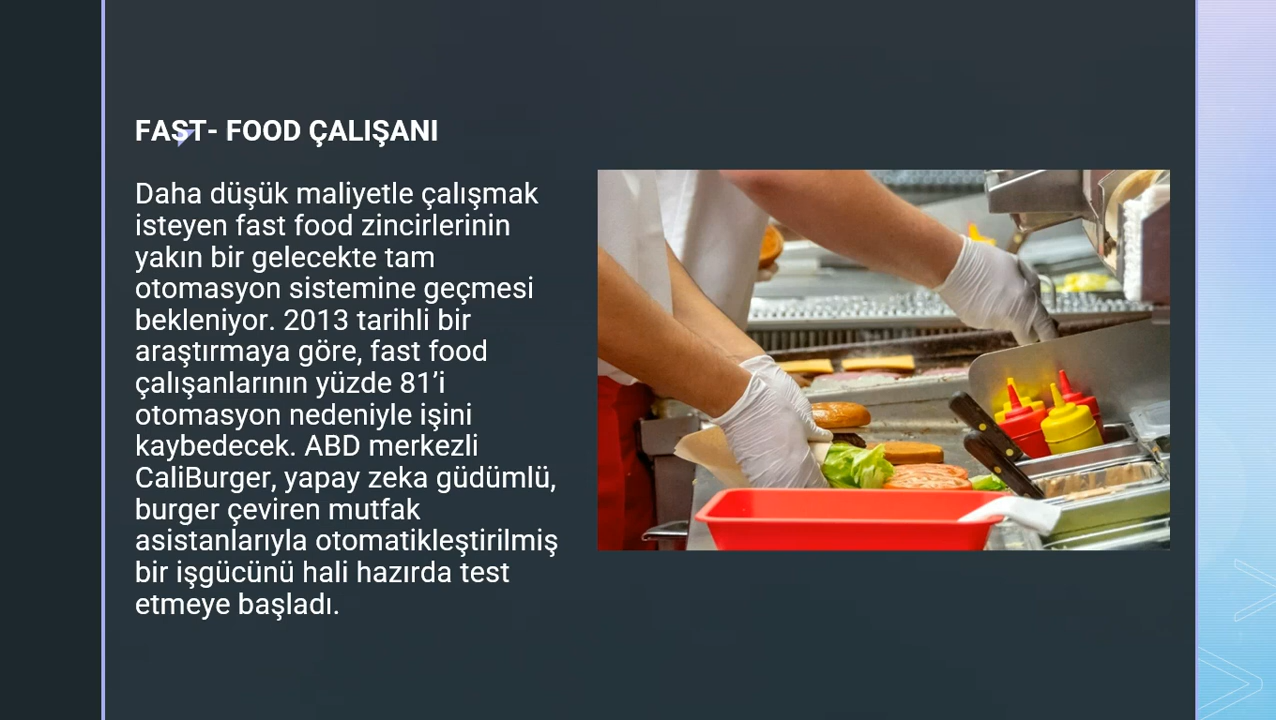 FAST- FOOD ÇALIŞANI
Daha düşük maliyetle çalışmak
isteyen fast food zincirlerinin
yakın bir gelecekte tam
otomasyon sistemine geçmesi
bekleniyor. 2013 tarihli bir
araştırmaya göre, fast food
çalışanlarının yüzde 81’i
otomasyon nedeniyle işini
kaybedecek. ABD merkezli
CaliBurger, yapay zeka güdümlü,
burger çeviren mutfak
asistanlarıyla otomatikleştirilmiş
bir işgücünü hali hazırda test
etmeye başladı.